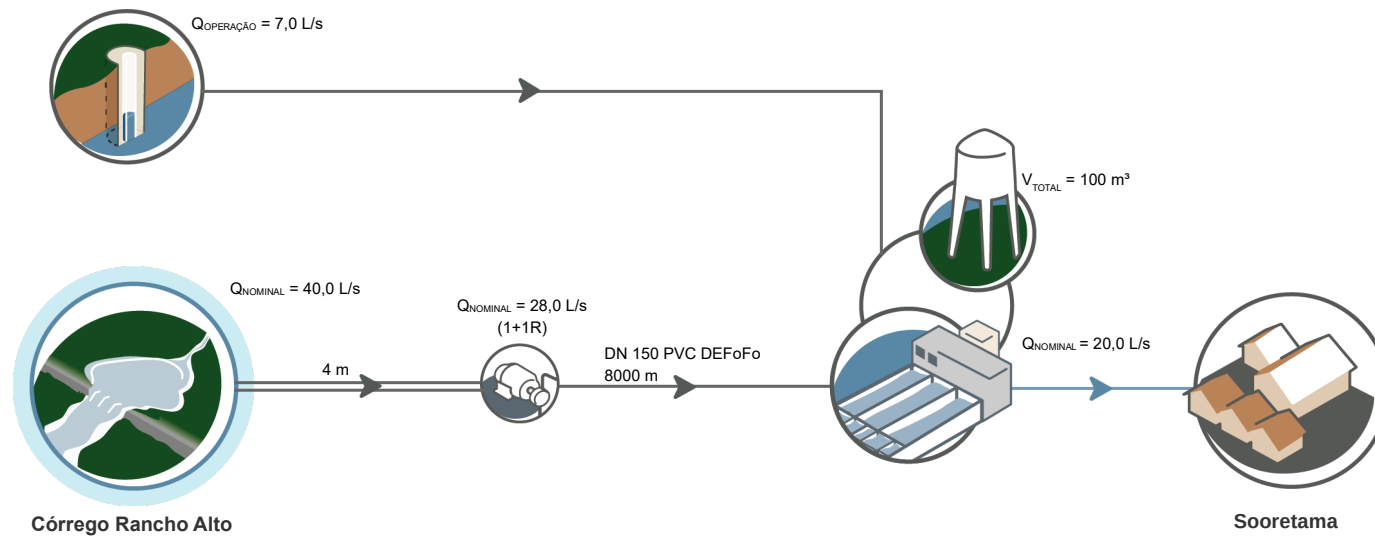 QOPERAÇÃO = 7,0 L/s
VTOTAL = 100 m³
QNOMINAL = 40,0 L/s
QNOMINAL = 28,0 L/s
(1+1R)
4 m
DN 150 PVC DEFoFo
8000 m
QNOMINAL = 20,0 L/s
Córrego Rancho Alto
Sooretama